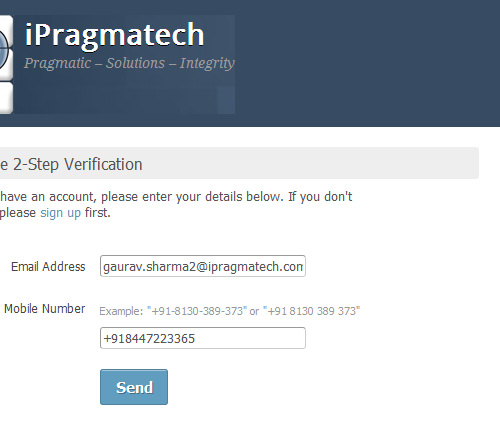 iPragmatech
Pragmatic – Solutions – Integrity
e 2-Step Verification
have an account, please enter your details below. If you don't
please sign up first.
Email Address gaurav.sharma2@ipragmatech.com
Mobile Number Example: "+91-8130-389-373" or "+91 8130 389 373"
+918447223365
Send